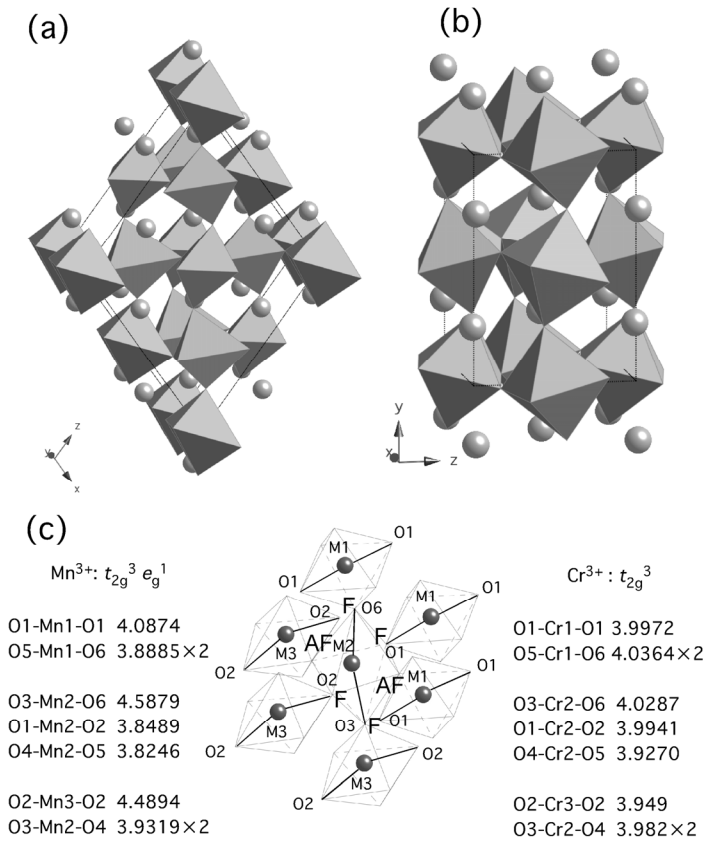 (a)
(b)
y
z
x
y
x
z
(c)
Mn³⁺: t₂g³ eg¹
O1-Mn1-O1 4.0874
O5-Mn1-O6 3.8885×2
O3-Mn2-O6 4.5879
O1-Mn2-O2 3.8489
O4-Mn2-O5 3.8246
O2-Mn3-O2 4.4894
O3-Mn2-O4 3.9319×2
O1
M1
O1
O2
F
O6
M1
O1
M3
AF
M2
F
O1
O2
O2
AF
M1
O1
F
M3
O3
F
O1
O2
O2
M3
O2
Cr³⁺ : t₂g³
O1-Cr1-O1 3.9972
O5-Cr1-O6 4.0364×2
O3-Cr2-O6 4.0287
O1-Cr2-O2 3.9941
O4-Cr2-O5 3.9270
O2-Cr3-O2 3.949
O3-Cr2-O4 3.982×2